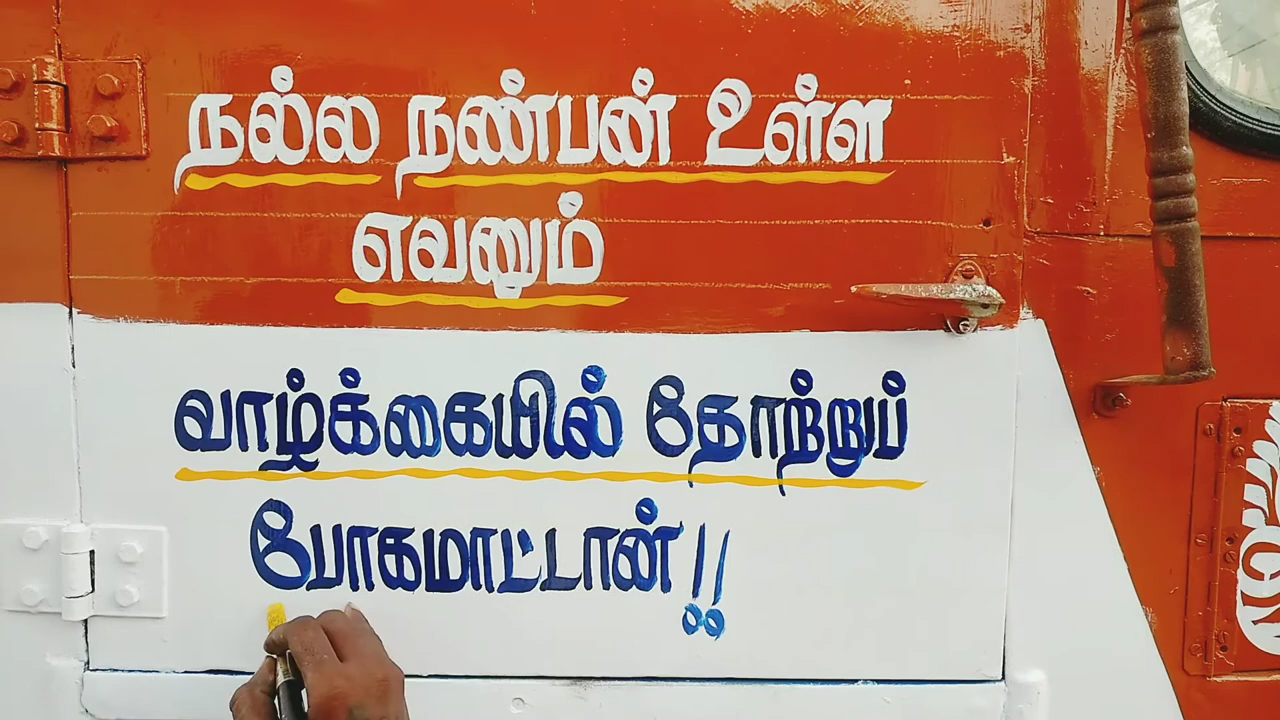 நல்ல நண்பன் உள்ள
எவனும்
வாழ்க்கையில் தோற்றுப்
போகமாட்டான்!!